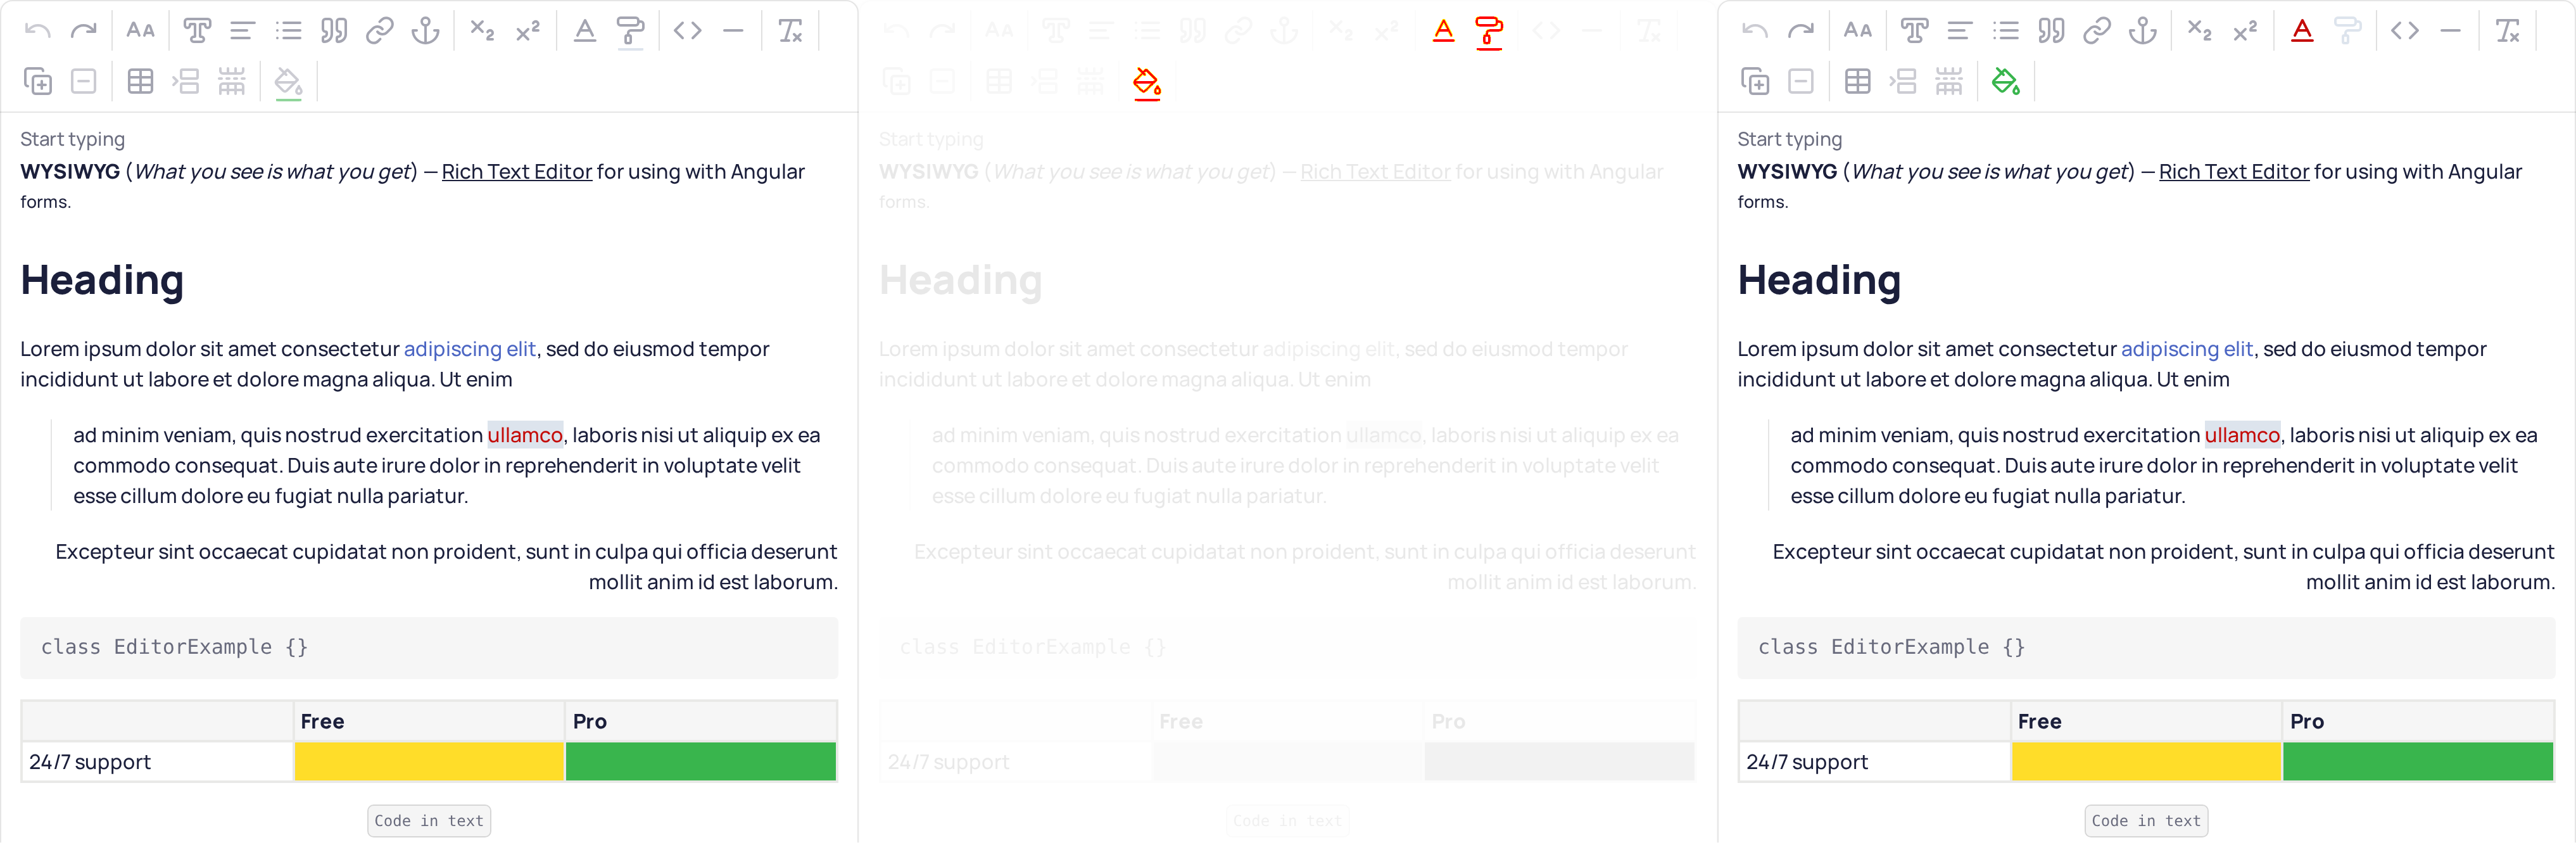 Start typing
WYSIWYG (What you see is what you get) — Rich Text Editor for using with Angular
forms.
Heading
Lorem ipsum dolor sit amet consectetur adipiscing elit, sed do eiusmod tempor
incididunt ut labore et dolore magna aliqua. Ut enim
ad minim veniam, quis nostrud exercitation ullamco, laboris nisi ut aliquip ex ea
commodo consequat. Duis aute irure dolor in reprehenderit in voluptate velit
esse cillum dolore eu fugiat nulla pariatur.
Excepteur sint occaecat cupidatat non proident, sunt in culpa qui officia deserunt
mollit anim id est laborum.
class EditorExample {}
Free Pro
24/7 support
Code in text
Start typing
WYSIWYG (What you see is what you get) — Rich Text Editor for using with Angular
forms.
Heading
Lorem ipsum dolor sit amet consectetur adipiscing elit, sed do eiusmod tempor
incididunt ut labore et dolore magna aliqua. Ut enim
ad minim veniam, quis nostrud exercitation ullamco, laboris nisi ut aliquip ex ea
commodo consequat. Duis aute irure dolor in reprehenderit in voluptate velit
esse cillum dolore eu fugiat nulla pariatur.
Excepteur sint occaecat cupidatat non proident, sunt in culpa qui officia deserunt
mollit anim id est laborum.
class EditorExample {}
Free Pro
24/7 support
Code in text
Start typing
WYSIWYG (What you see is what you get) — Rich Text Editor for using with Angular
forms.
Heading
Lorem ipsum dolor sit amet consectetur adipiscing elit, sed do eiusmod tempor
incididunt ut labore et dolore magna aliqua. Ut enim
ad minim veniam, quis nostrud exercitation ullamco, laboris nisi ut aliquip ex ea
commodo consequat. Duis aute irure dolor in reprehenderit in voluptate velit
esse cillum dolore eu fugiat nulla pariatur.
Excepteur sint occaecat cupidatat non proident, sunt in culpa qui officia deserunt
mollit anim id est laborum.
class EditorExample {}
Free Pro
24/7 support
Code in text